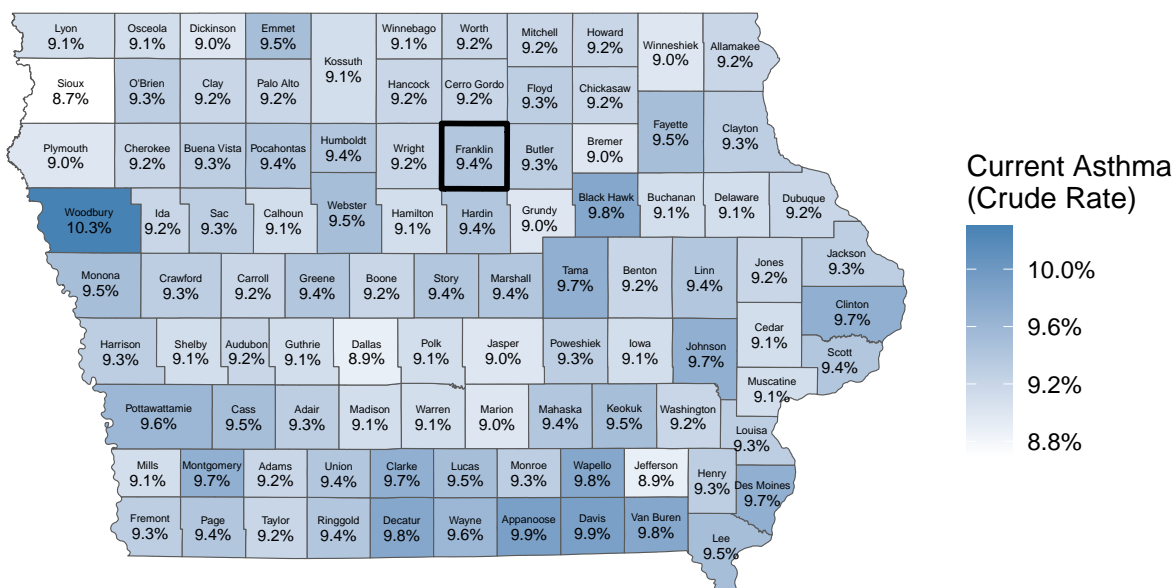 Lyon
9.1%
Osceola
9.1%
Dickinson
9.0%
Emmet
9.5%
Kossuth
9.1%
Winnebago
9.1%
Worth
9.2%
Mitchell
9.2%
Howard
9.2%
Winneshiek
9.0%
Allamakee
9.2%
Sioux
8.7%
O'Brien
9.3%
Clay
9.2%
Palo Alto
9.2%
Hancock
9.2%
Cerro Gordo
9.2%
Floyd
9.3%
Chickasaw
9.2%
Fayette
9.5%
Clayton
9.3%
Plymouth
9.0%
Cherokee
9.2%
Buena Vista
9.3%
Pocahontas
9.4%
Humboldt
9.4%
Wright
9.2%
Franklin
9.4%
Butler
9.3%
Bremer
9.0%
Woodbury
10.3%
Ida
9.2%
Sac
9.3%
Calhoun
9.1%
Webster
9.5%
Hamilton
9.1%
Hardin
9.4%
Grundy
9.0%
Black Hawk
9.8%
Buchanan
9.1%
Delaware
9.1%
Dubuque
9.2%
Monona
9.5%
Crawford
9.3%
Carroll
9.2%
Greene
9.4%
Boone
9.2%
Story
9.4%
Marshall
9.4%
Tama
9.7%
Benton
9.2%
Linn
9.4%
Jones
9.2%
Jackson
9.3%
Clinton
9.7%
Harrison
9.3%
Shelby
9.1%
Audubon
9.2%
Guthrie
9.1%
Dallas
8.9%
Polk
9.1%
Jasper
9.0%
Poweshiek
9.3%
Iowa
9.1%
Johnson
9.7%
Cedar
9.1%
Scott
9.4%
Muscatine
9.1%
Pottawattamie
9.6%
Cass
9.5%
Adair
9.3%
Madison
9.1%
Warren
9.1%
Marion
9.0%
Mahaska
9.4%
Keokuk
9.5%
Washington
9.2%
Louisa
9.3%
Mills
9.1%
Montgomery
9.7%
Adams
9.2%
Union
9.4%
Clarke
9.7%
Lucas
9.5%
Monroe
9.3%
Wapello
9.8%
Jefferson
8.9%
Henry
9.3%
Des Moines
9.7%
Fremont
9.3%
Page
9.4%
Taylor
9.2%
Ringgold
9.4%
Decatur
9.8%
Wayne
9.6%
Appanoose
9.9%
Davis
9.9%
Van Buren
9.8%
Lee
9.5%
Current Asthma
(Crude Rate)
10.0%
9.6%
9.2%
8.8%